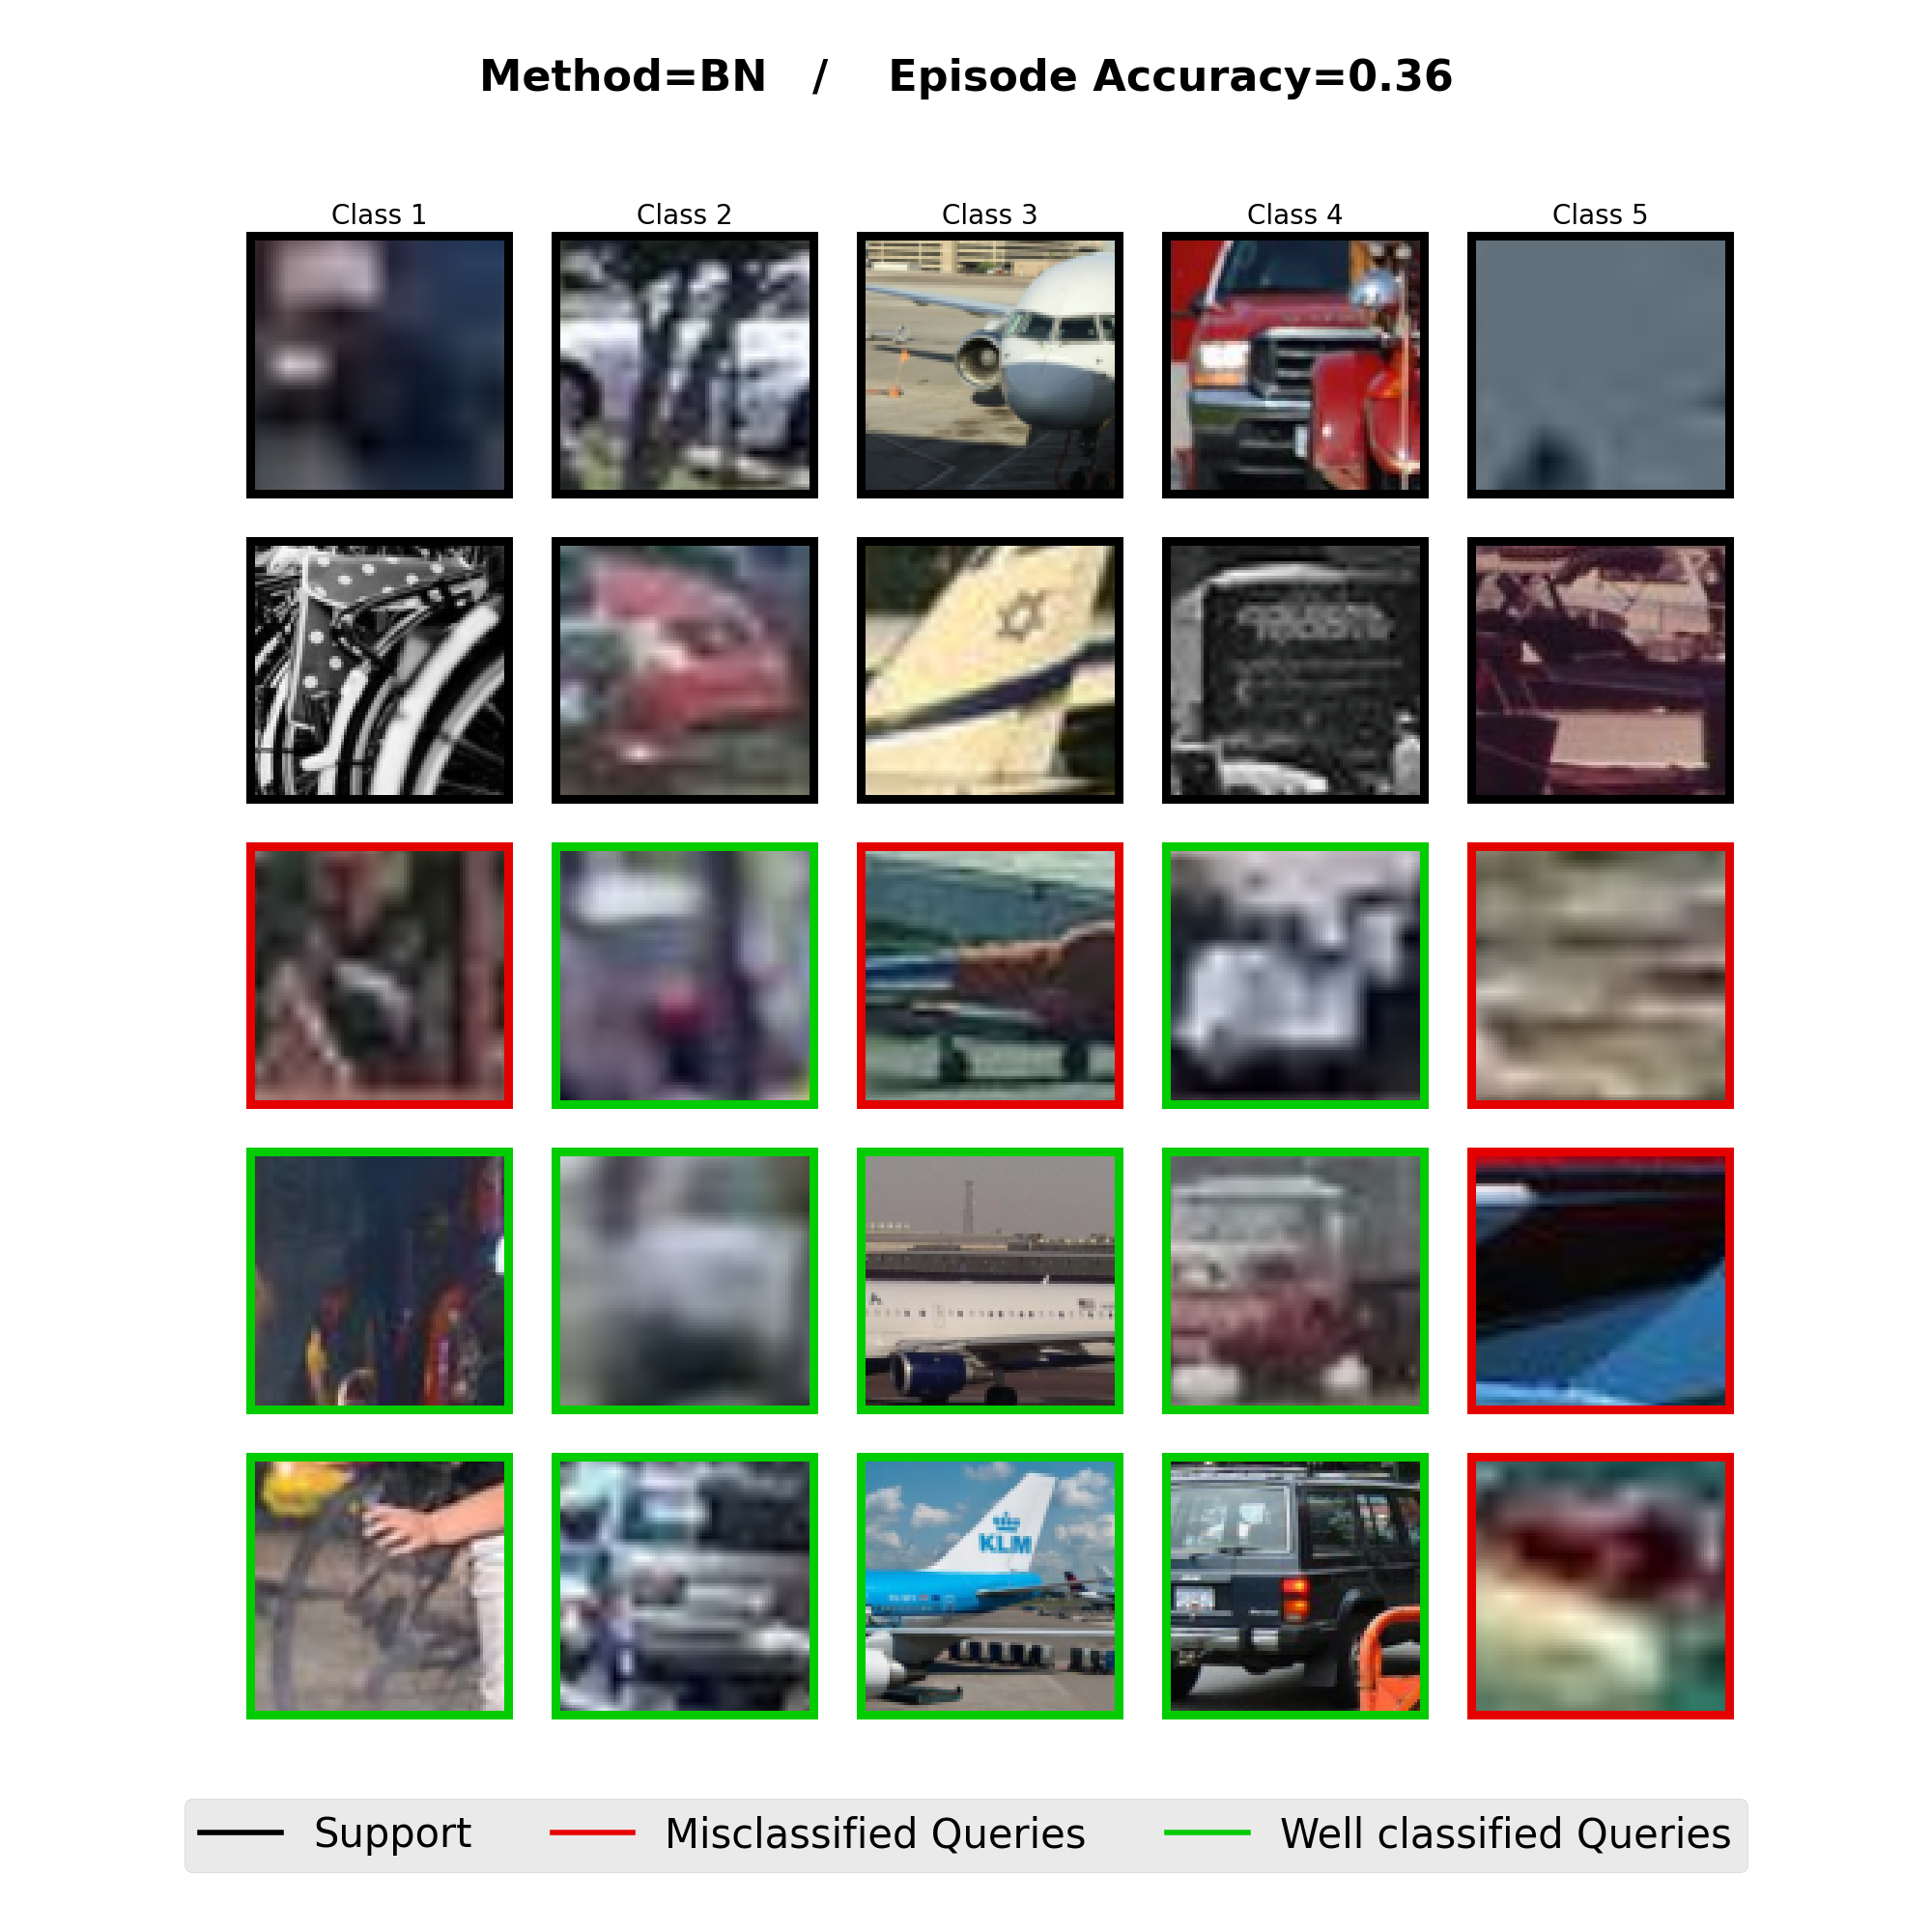 Method=BN / Episode Accuracy=0.36
Class 1 Class 2 Class 3 Class 4 Class 5
KLM
Support Misclassified Queries Well classified Queries